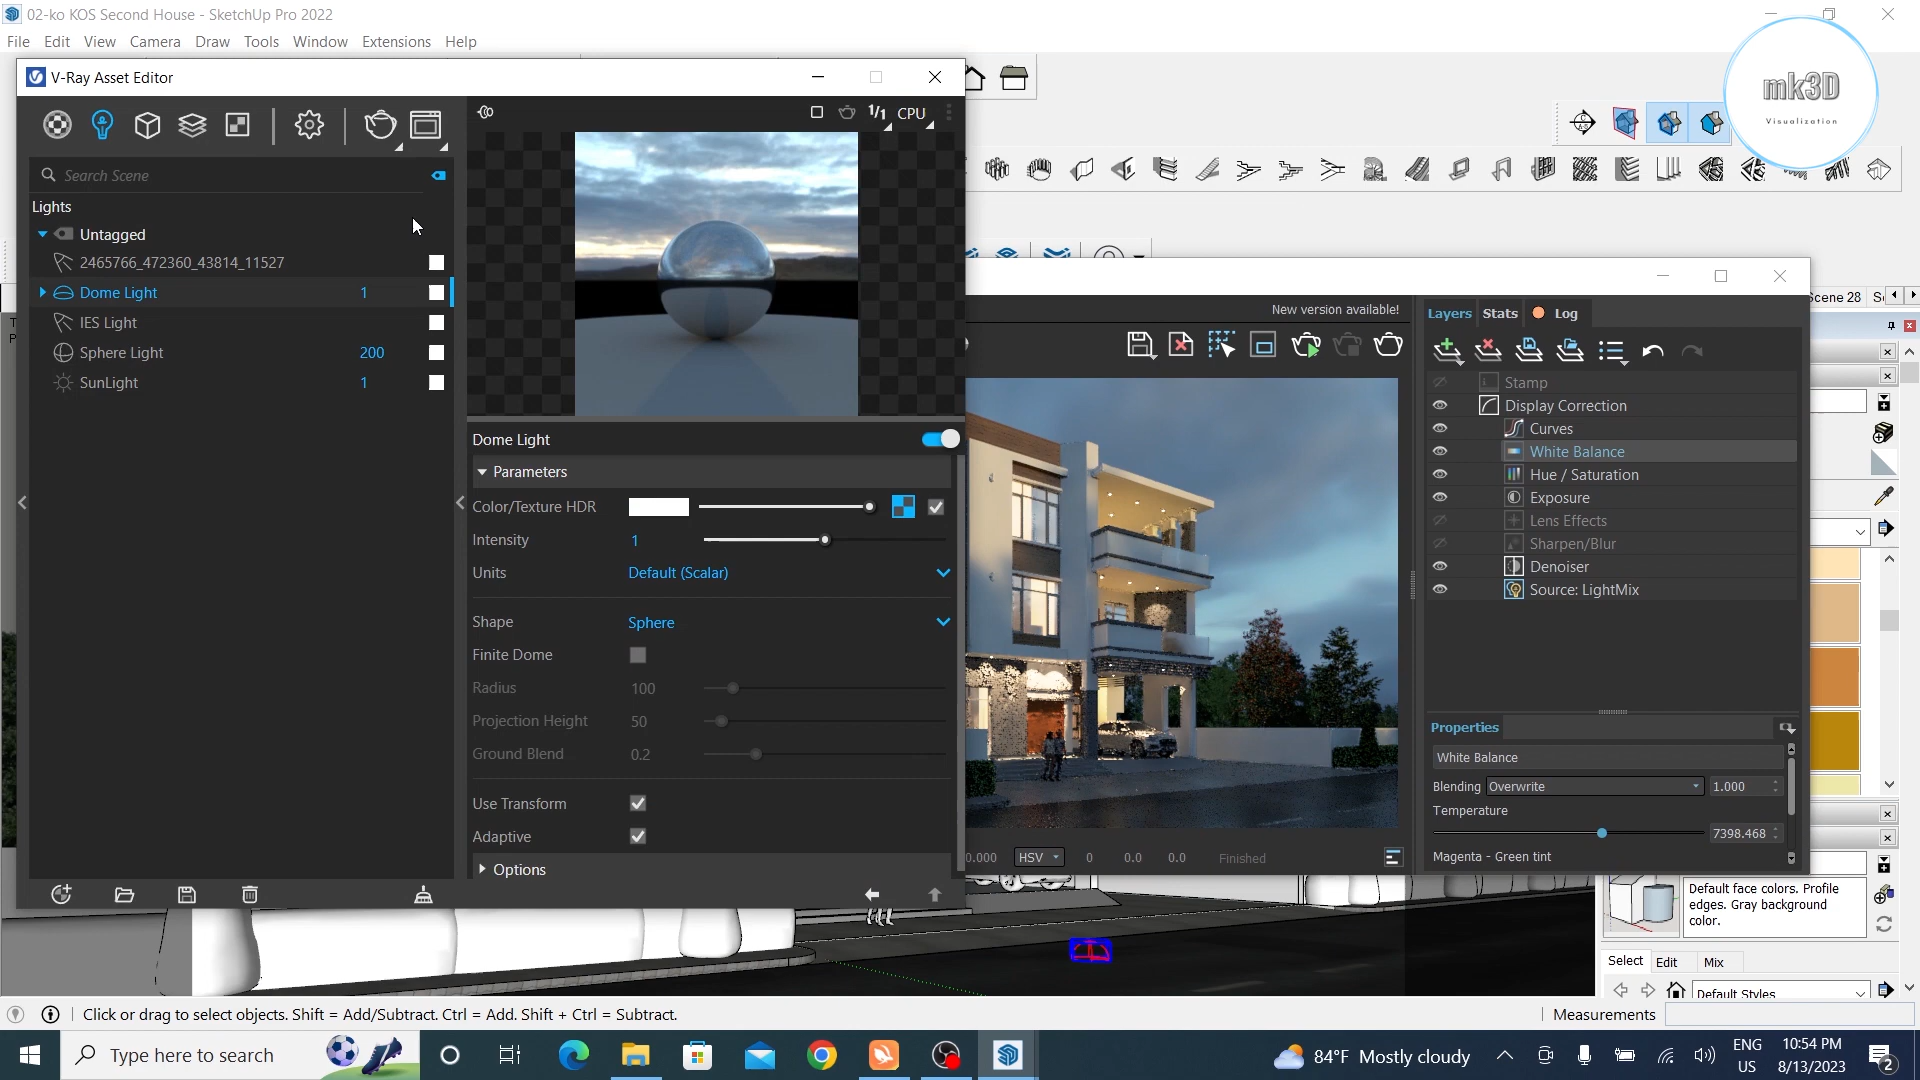 02-ko KOS Second House - SketchUp Pro 2022
File Edit View Camera Draw Tools Window Extensions Help
V-Ray Asset Editor
mk3D
Visualization
1/1 CPU
Search Scene
Lights
Untagged
2465766_472360_43814_11527
Dome Light 1
IES Light
Sphere Light 200
SunLight 1
Dome Light
Parameters
Color/Texture HDR
Intensity 1
Units Default (Scalar)
Shape Sphere
Finite Dome
Radius 100
Projection Height 50
Ground Blend 0.2
Use Transform
Adaptive
Options
New version available!
Layers Stats Log
Stamp
Display Correction
Curves
White Balance
Hue / Saturation
Exposure
Lens Effects
Sharpen/Blur
Denoiser
Source: LightMix
Properties
White Balance
Blending Overwrite 1.000
Temperature
7398.468
Magenta - Green tint
HSV 0 0.0 0.0 Finished
Scene 28
Default face colors. Profile
edges. Gray background
color.
Select Edit Mix
Default Styles
Click or drag to select objects. Shift = Add/Subtract. Ctrl = Add. Shift + Ctrl = Subtract.
Measurements
Type here to search
84°F Mostly cloudy
ENG
US
10:54 PM
8/13/2023
2